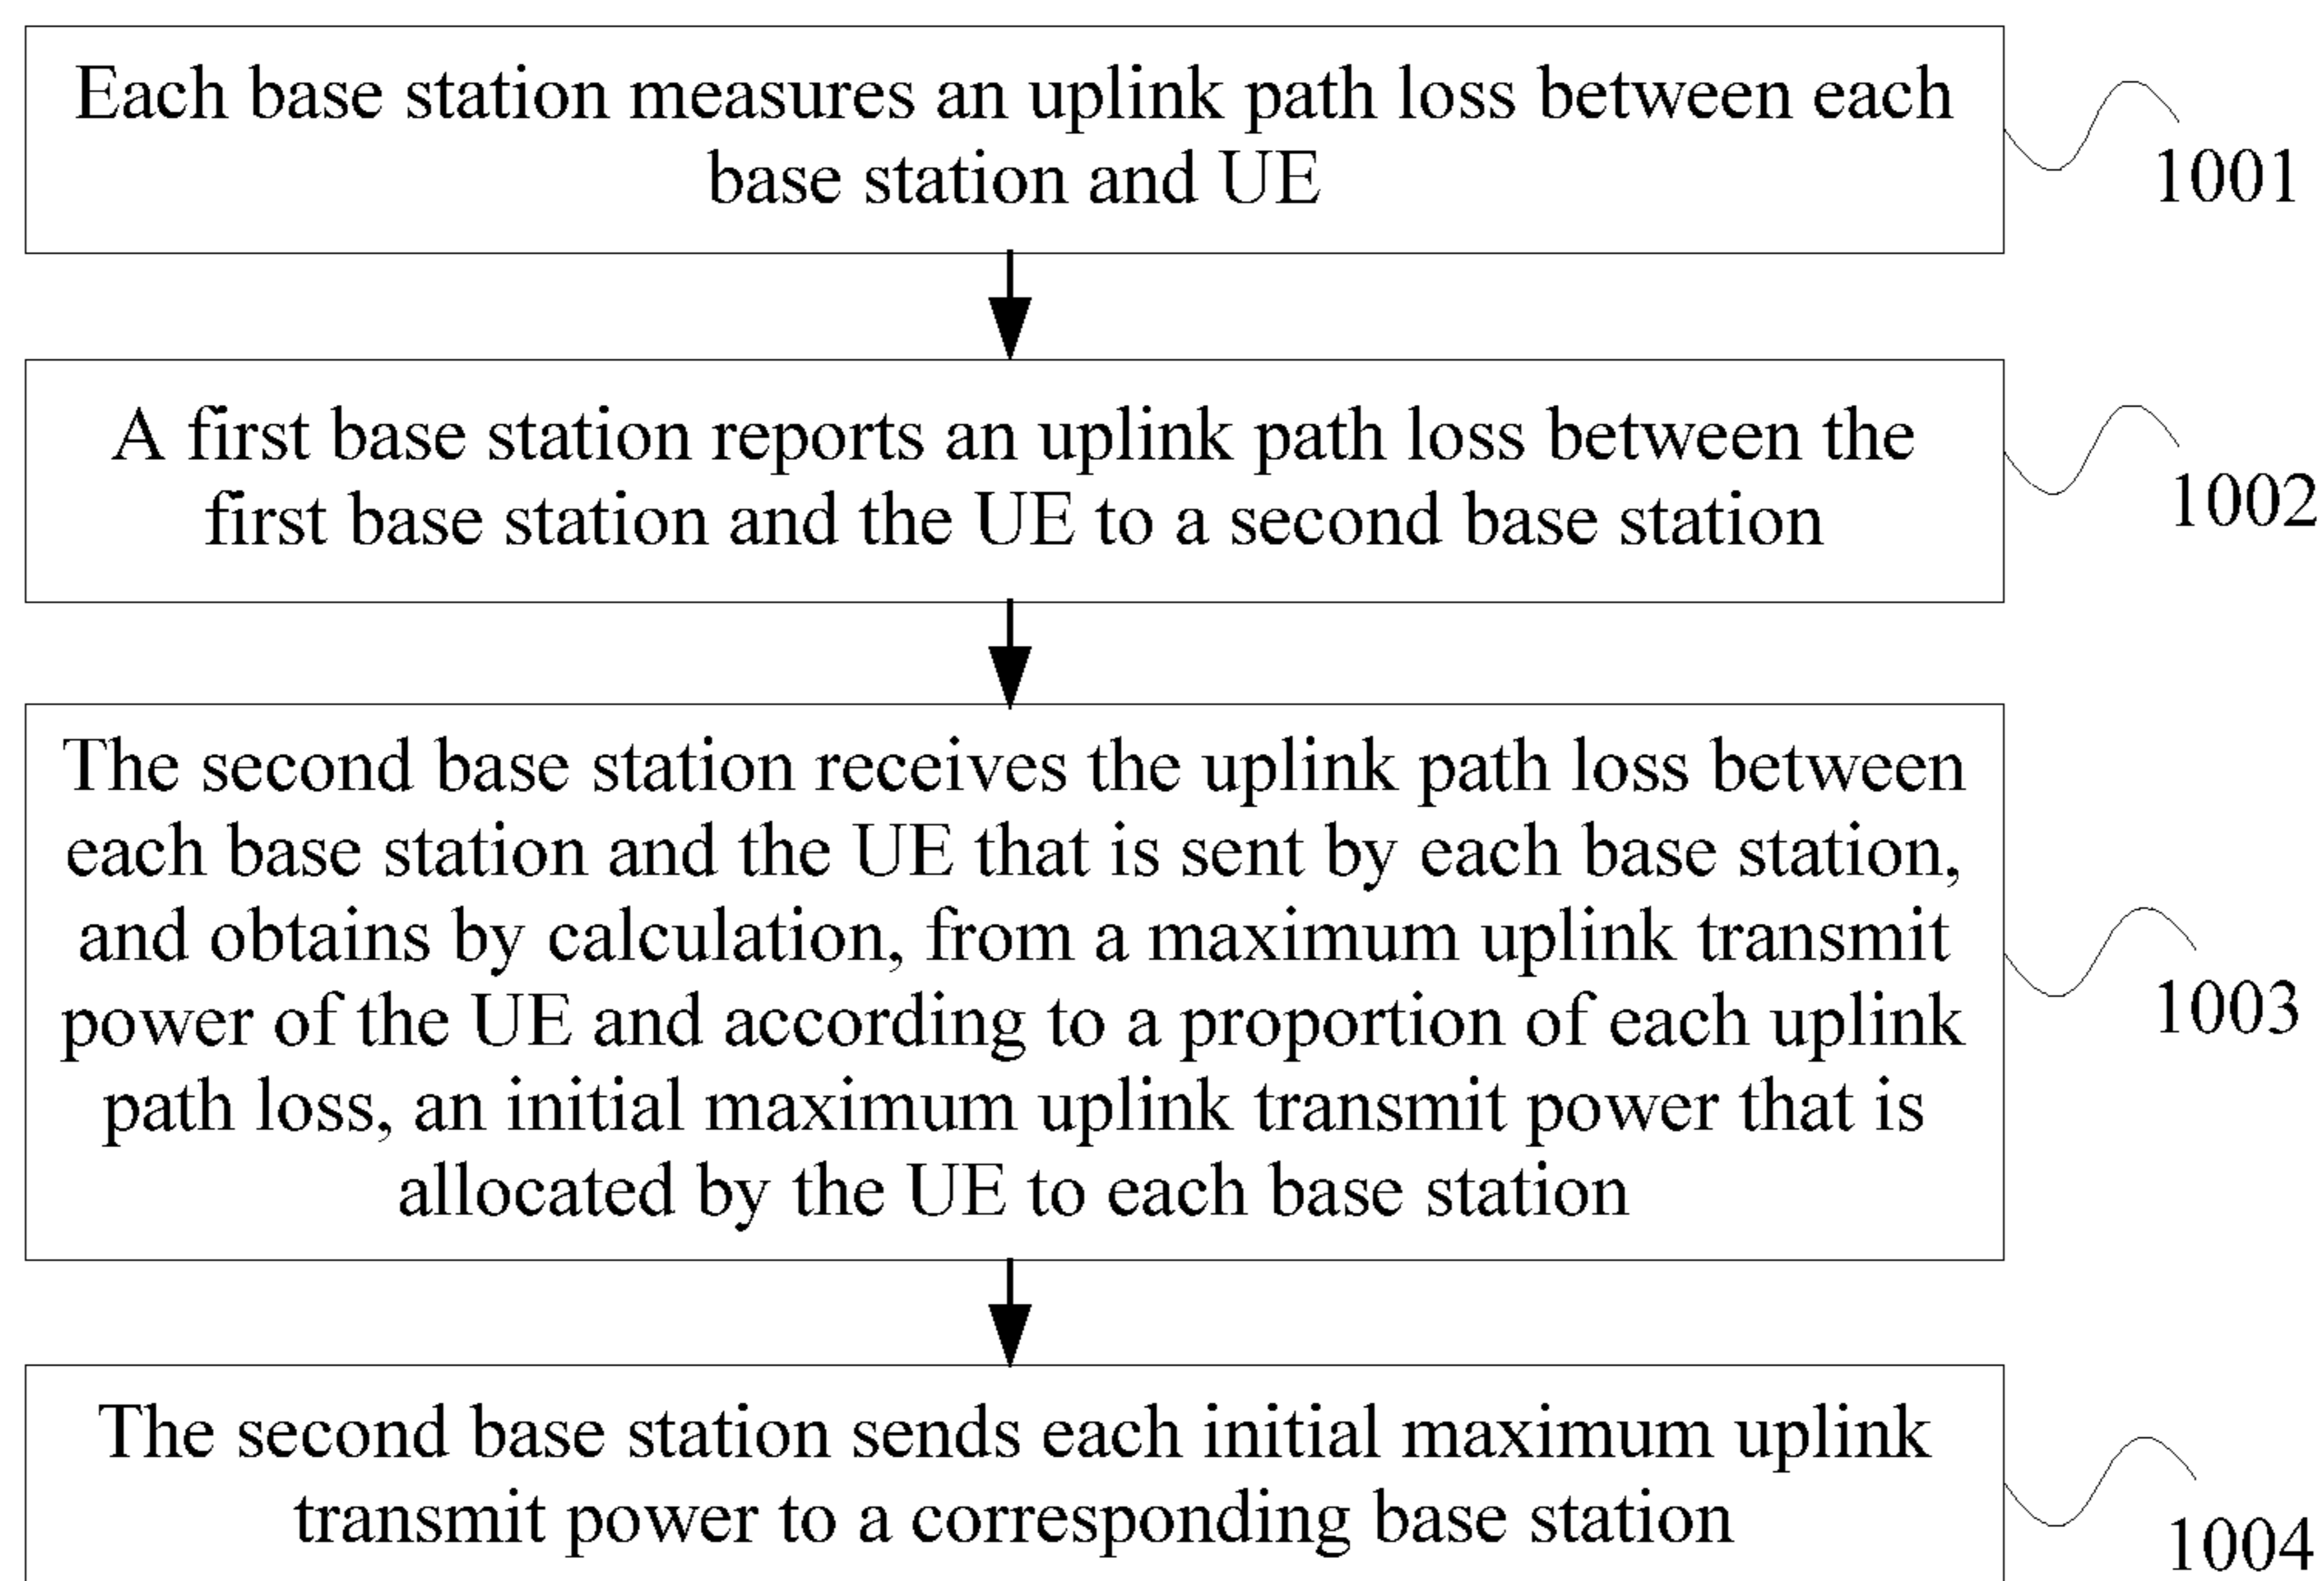 Each base station measures an uplink path loss between each
base station and UE
1001
A first base station reports an uplink path loss between the
first base station and the UE to a second base station
1002
The second base station receives the uplink path loss between
each base station and the UE that is sent by each base station,
and obtains by calculation, from a maximum uplink transmit
power of the UE and according to a proportion of each uplink
path loss, an initial maximum uplink transmit power that is
allocated by the UE to each base station
1003
The second base station sends each initial maximum uplink
transmit power to a corresponding base station
1004